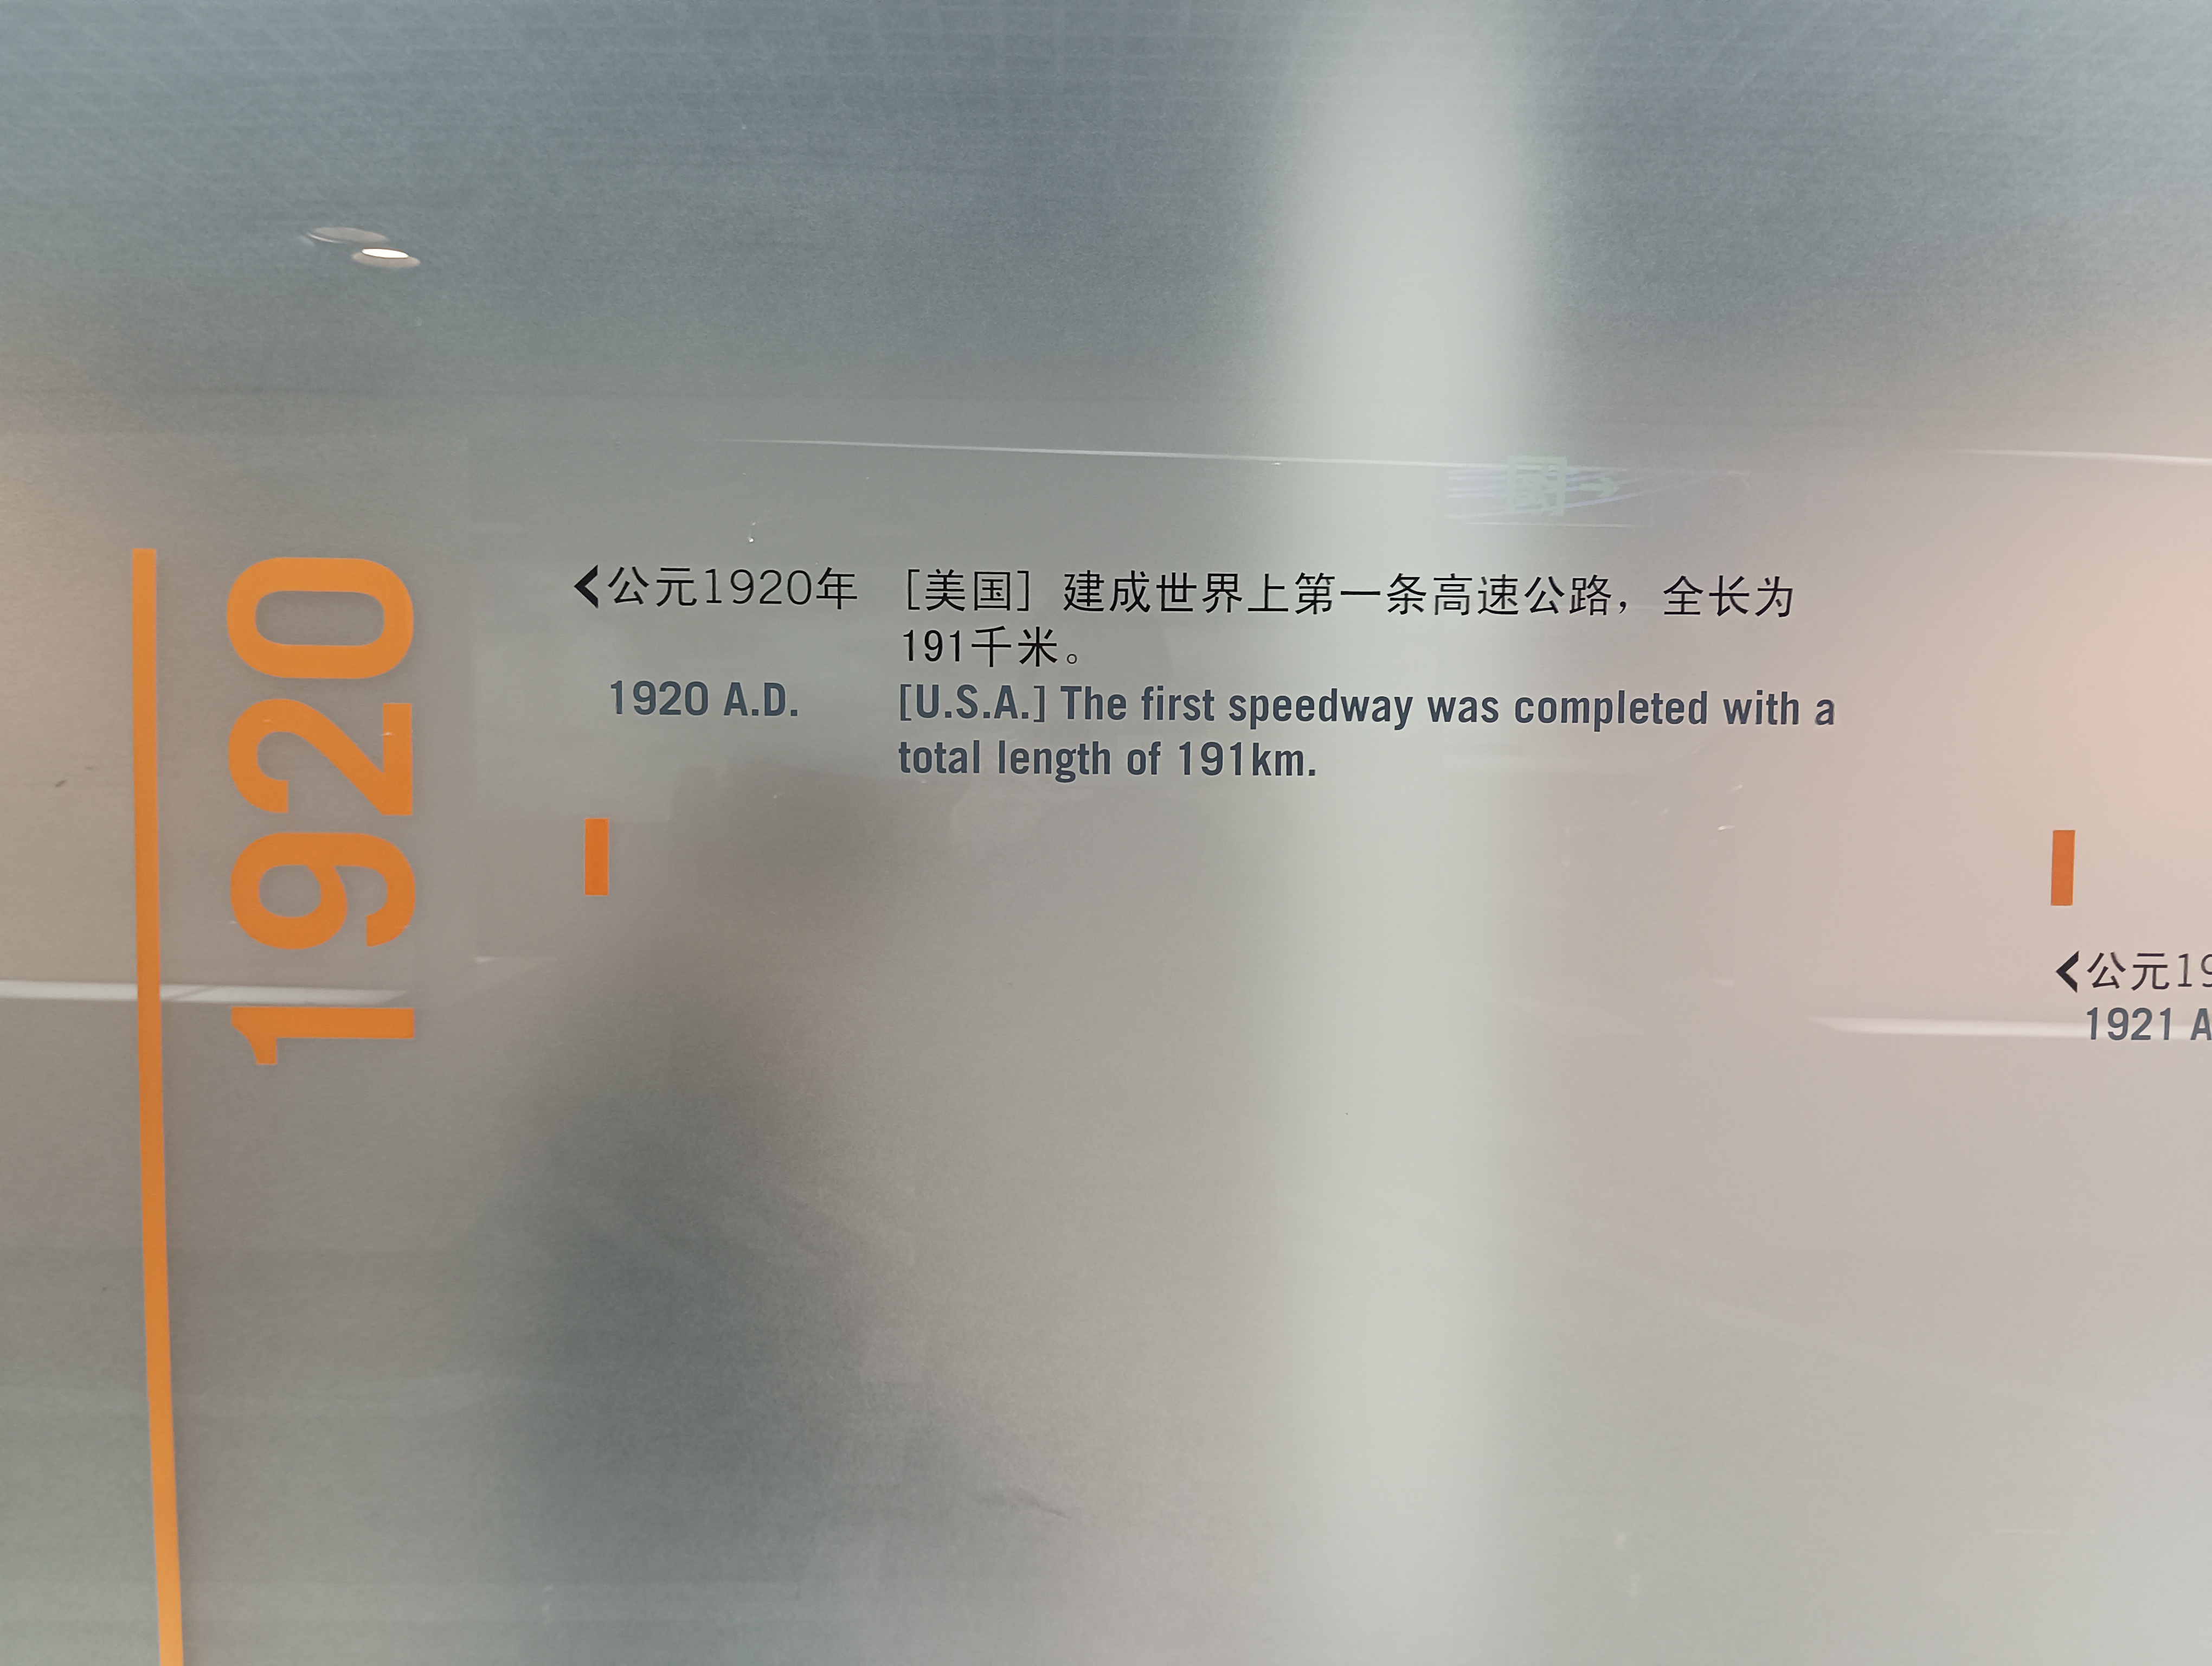 1920
<公元1920年 [美国] 建成世界上第一条高速公路，全长为
191千米。
1920 A.D. [U.S.A.] The first speedway was completed with a
total length of 191km.
<公元19
1921 A